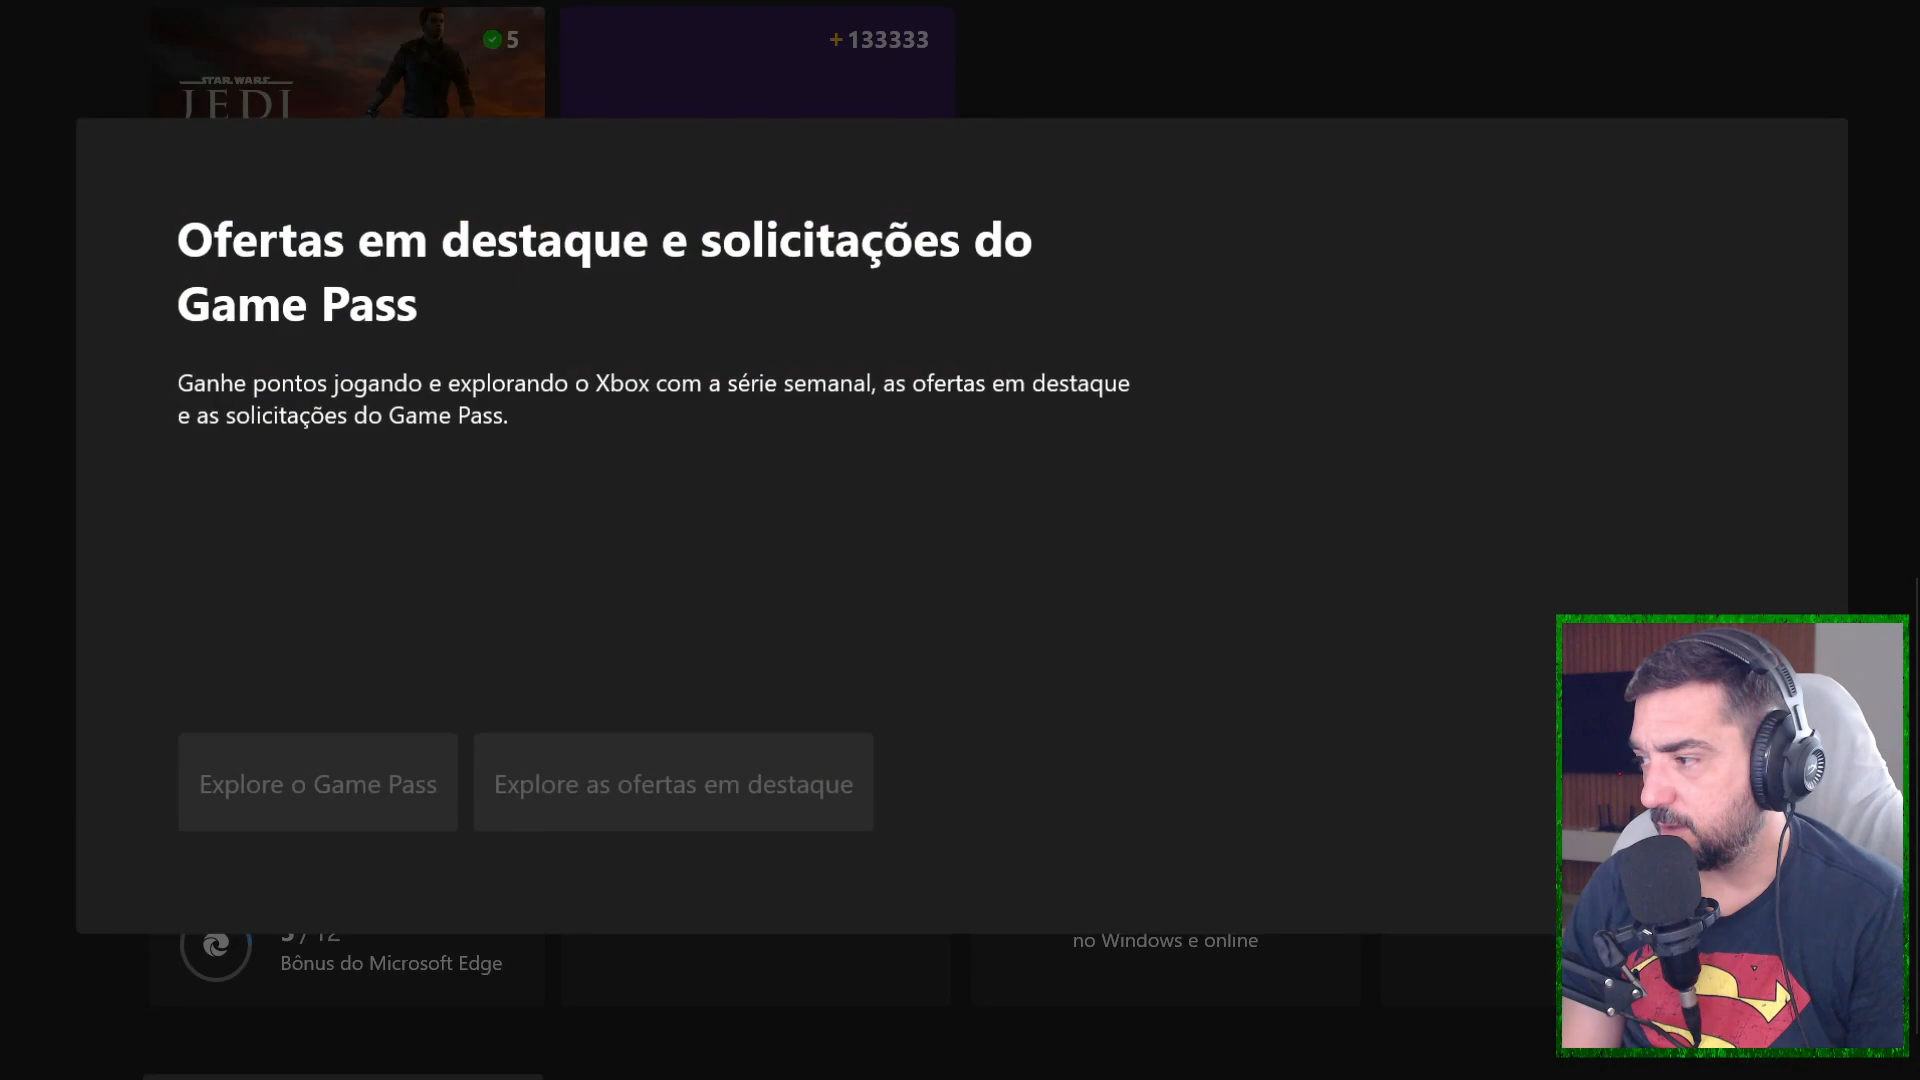 5
+133333
STAR.WARS
JEDI
Ofertas em destaque e solicitações do
Game Pass
Ganhe pontos jogando e explorando o Xbox com a série semanal, as ofertas em destaque
e as solicitações do Game Pass.
Explore o Game Pass
Explore as ofertas em destaque
/12
Bônus do Microsoft Edge
no Windows e online